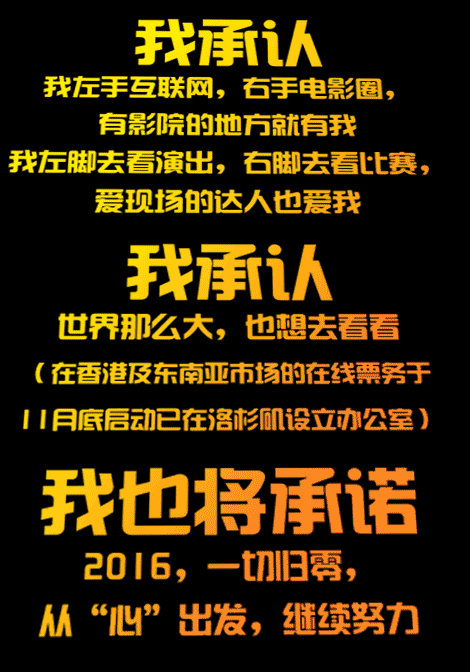 我承认
我左手互联网，右手电影圈，
有影院的地方就有我
我左脚去看演出，右脚去看比赛，
爱现场的达人也爱我
我承认
世界那么大，也想去看看
（在香港及东南亚市场的在线票务于
11月底启动已在洛杉矶设立办公室）
我也将承诺
2016，一切归零，
从“心”出发，继续努力